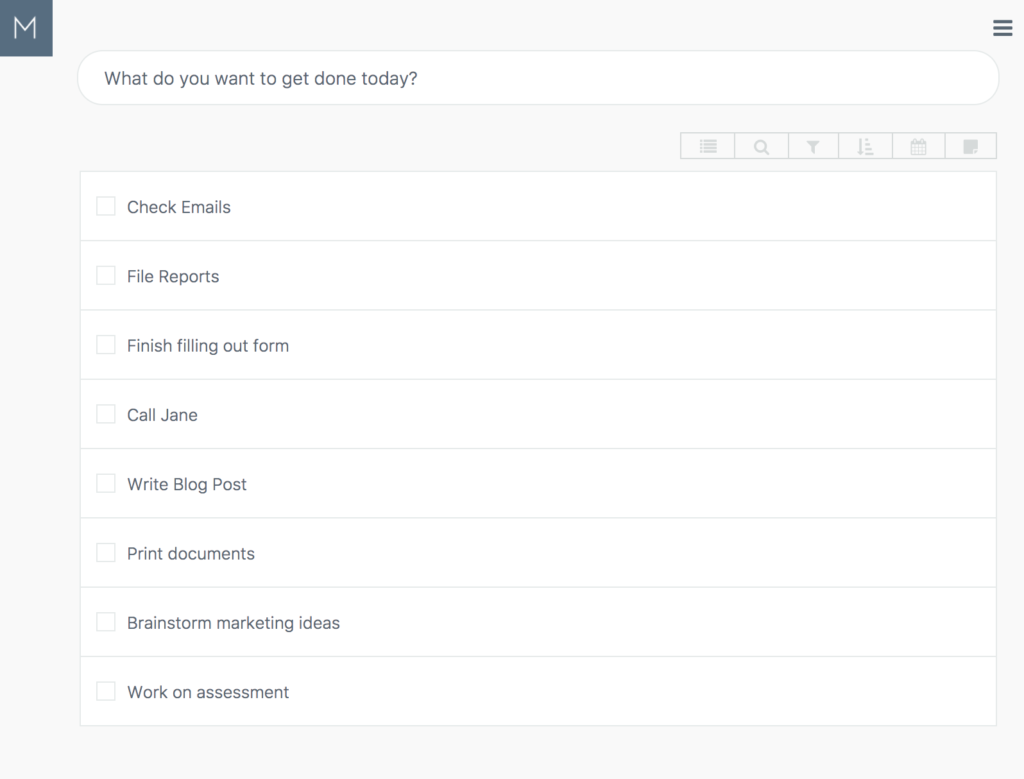 M
What do you want to get done today?
Check Emails
File Reports
Finish filling out form
Call Jane
Write Blog Post
Print documents
Brainstorm marketing ideas
Work on assessment